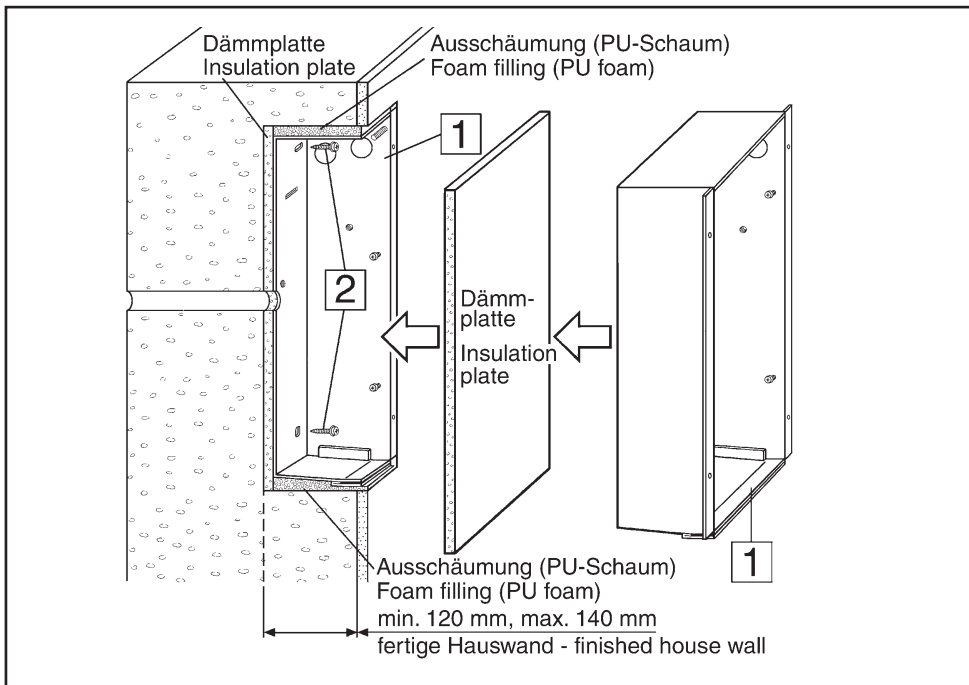 Dämmplatte
Insulation plate
Ausschäumung (PU-Schaum)
Foam filling (PU foam)
1
2
Dämm-
platte
Insulation
plate
1
Ausschäumung (PU-Schaum)
Foam filling (PU foam)
min. 120 mm, max. 140 mm
fertige Hauswand - finished house wall